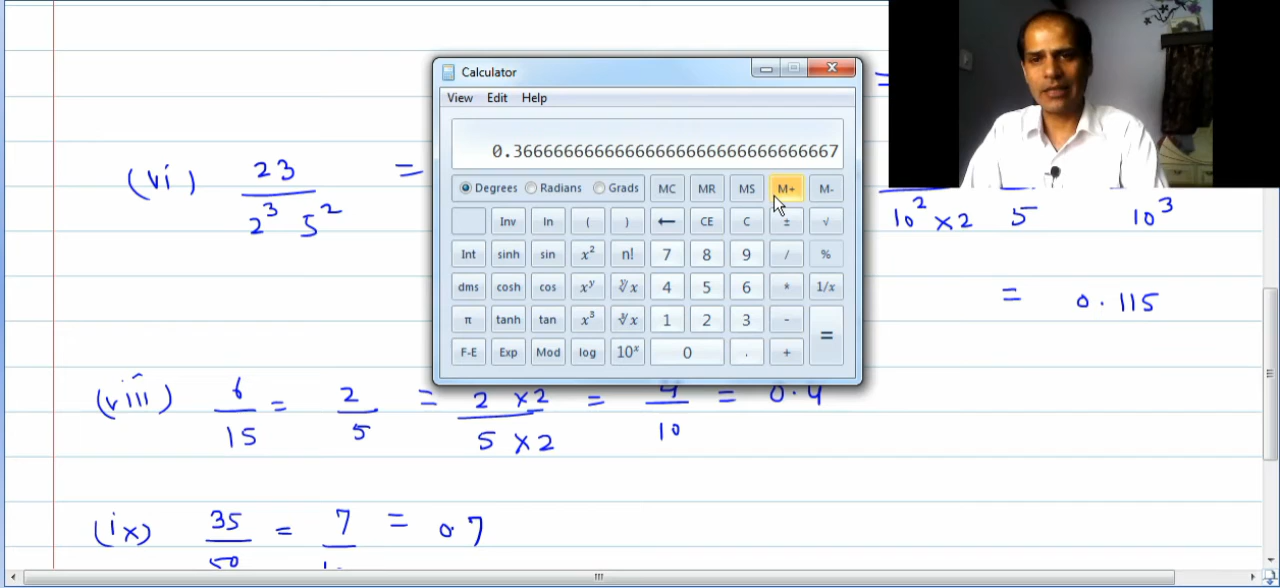 Calculator
View Edit Help
0.36666666666666666666666666666667
Degrees Radians Grads MC MR MS M+ M-
Inv ln ( ) ← CE C ± √
Int sinh sin x² n! 7 8 9 / %
dms cosh cos xʸ ʸ√x 4 5 6 * 1/x
π tanh tan x³ ³√x 1 2 3 -
F-E Exp Mod log 10ˣ 0 . + =
(vi) 23 / 2³ 5² =
=
10² × 2 5 10³
= 0.115
(viii) 6/15 = 2/5 = 2 × 2 / 5 × 2 = 4/10 = 0.4
(ix) 35/50 = 7/ = 0.7